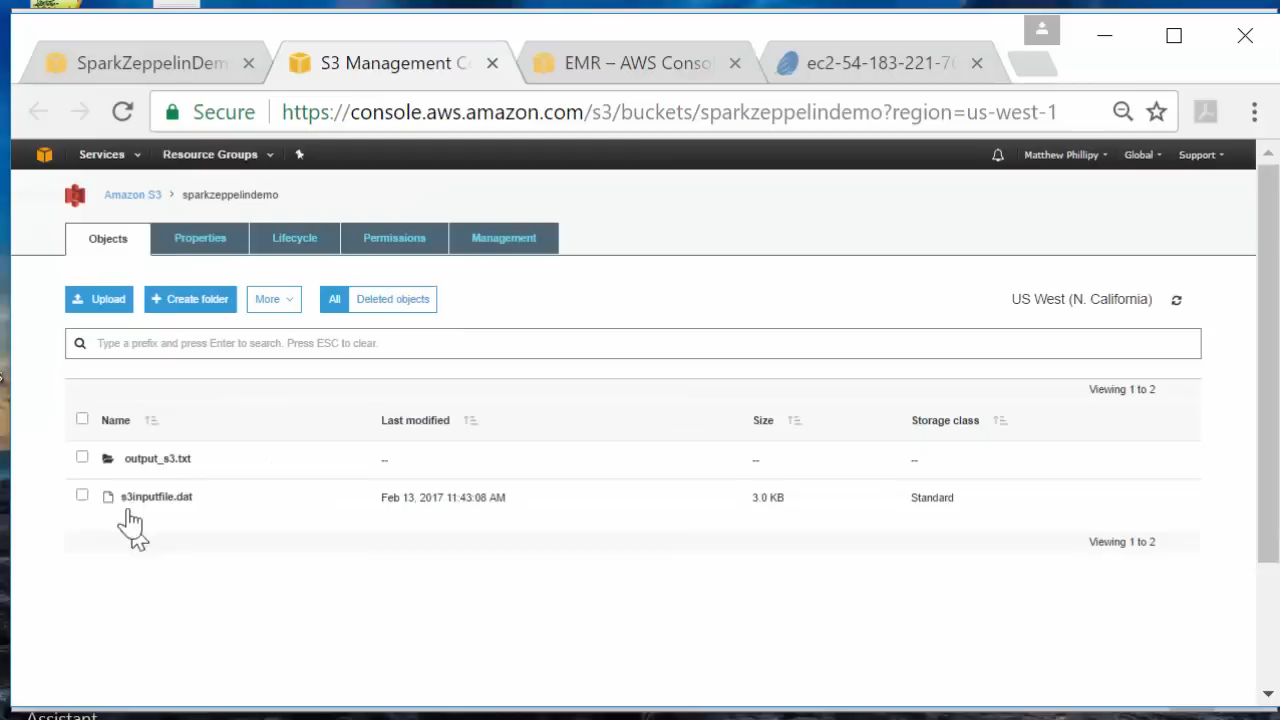 SparkZeppelinDem
S3 Management Co
EMR – AWS Conso
ec2-54-183-221-7
Secure
https://console.aws.amazon.com/s3/buckets/sparkzeppelindemo?region=us-west-1
Services
Resource Groups
Matthew Phillipy
Global
Support
Amazon S3 > sparkzeppelindemo
Objects
Properties
Lifecycle
Permissions
Management
Upload
+ Create folder
More
All
Deleted objects
US West (N. California)
Type a prefix and press Enter to search. Press ESC to clear.
Viewing 1 to 2
Name
Last modified
Size
Storage class
output_s3.txt
--
--
--
s3inputfile.dat
Feb 13, 2017 11:43:08 AM
3.0 KB
Standard
Viewing 1 to 2
Assistant